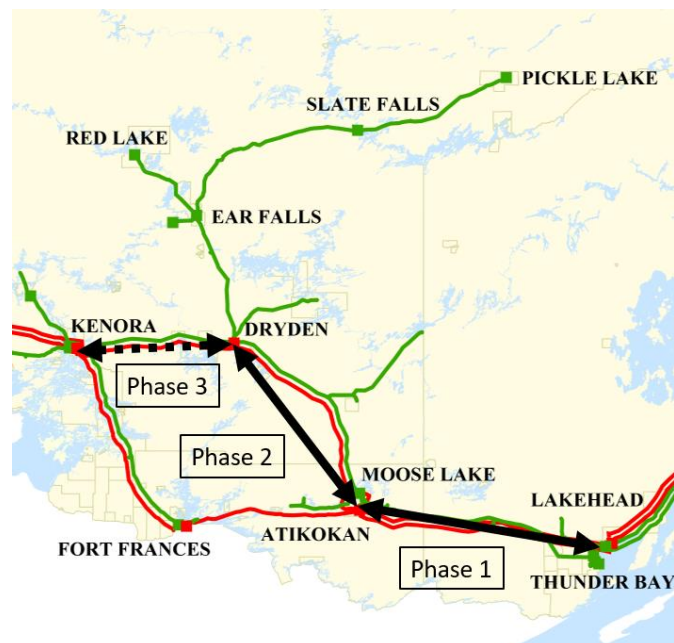 PICKLE LAKE
SLATE FALLS
RED LAKE
EAR FALLS
KENORA
DRYDEN
Phase 3
Phase 2
MOOSE LAKE
LAKEHEAD
ATIKOKAN
FORT FRANCES
Phase 1
THUNDER BAY